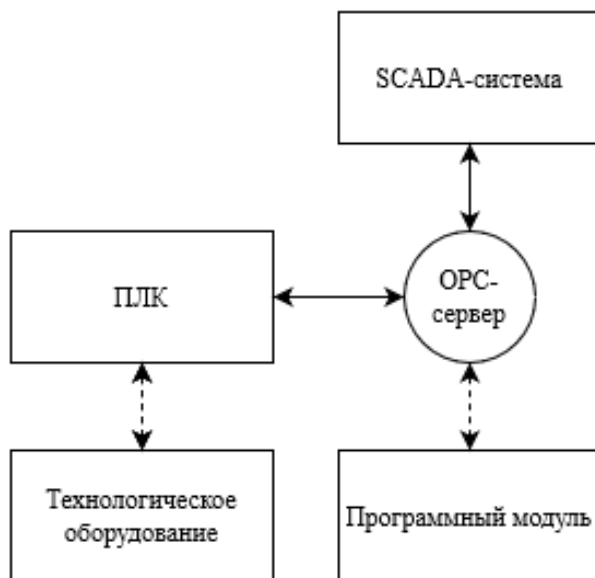 SCADA-система
ПЛК
OPC-
сервер
Технологическое
оборудование
Программный модуль